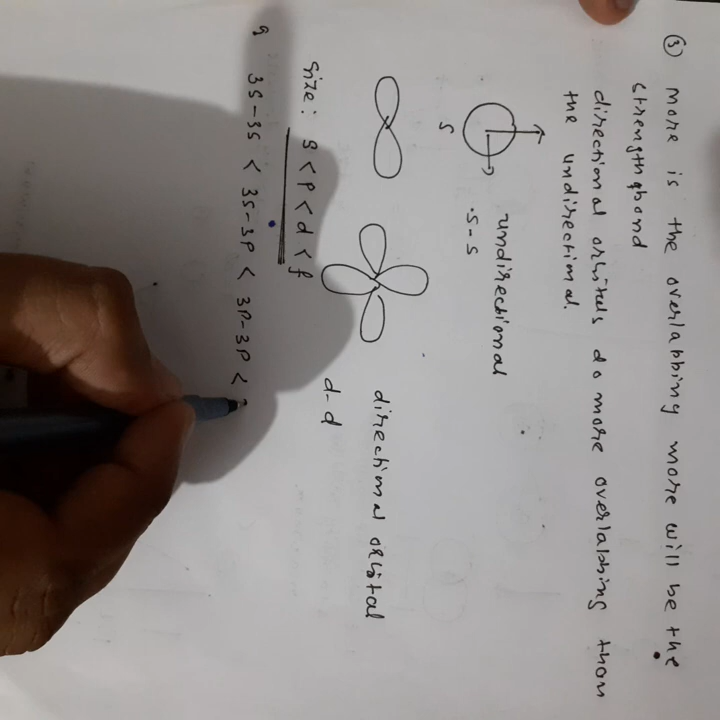 ③ more is the overlapping more will be the
strength of bond
directional orbitals do more overlapping than
the undirectional.
undirectional
S
s-s
directional orbital
d-d
Size: S < P < d < f
9 3S-3S < 3S-3P < 3P-3P <